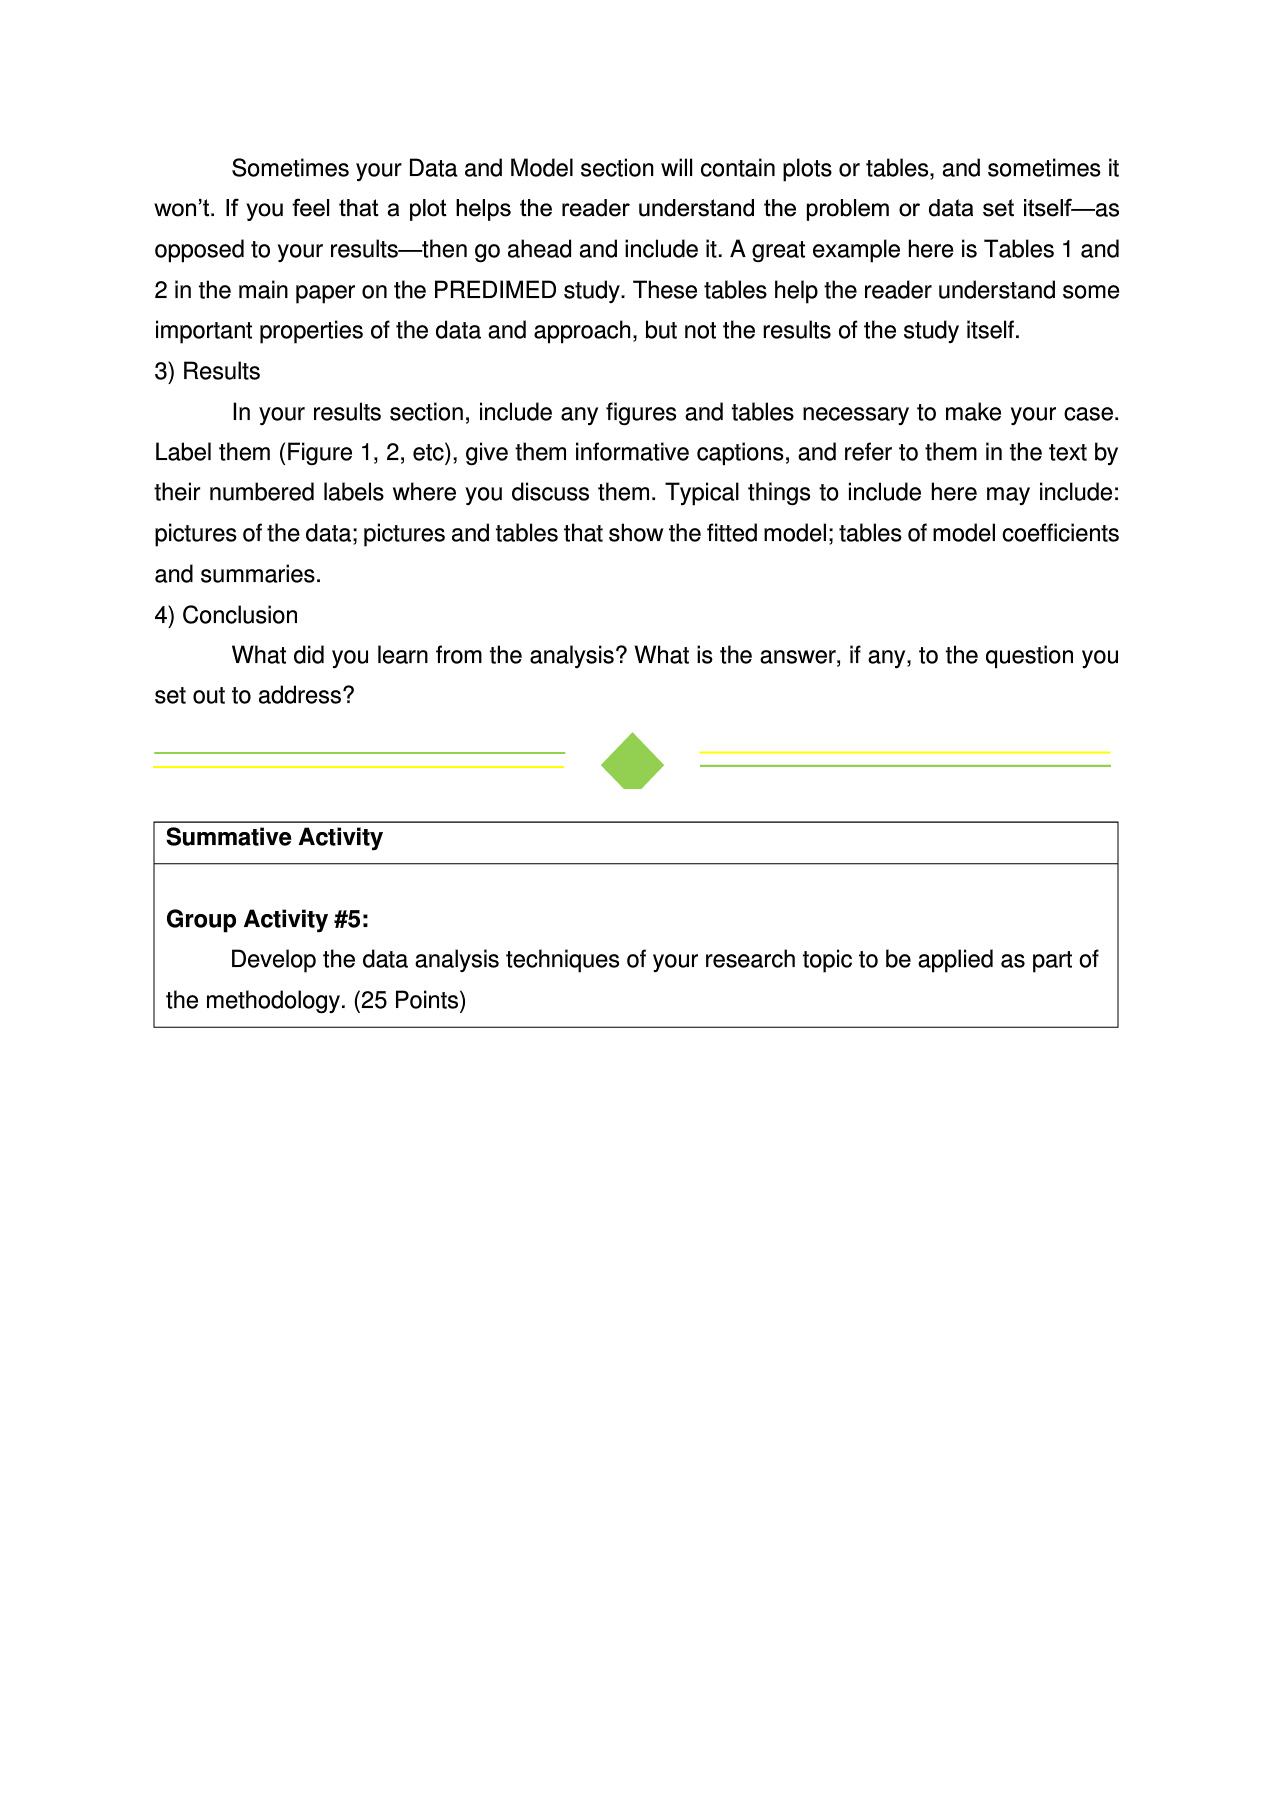 Sometimes your Data and Model section will contain plots or tables, and sometimes it
won’t. If you feel that a plot helps the reader understand the problem or data set itself—as
opposed to your results—then go ahead and include it. A great example here is Tables 1 and
2 in the main paper on the PREDIMED study. These tables help the reader understand some
important properties of the data and approach, but not the results of the study itself.
3) Results
In your results section, include any figures and tables necessary to make your case.
Label them (Figure 1, 2, etc), give them informative captions, and refer to them in the text by
their numbered labels where you discuss them. Typical things to include here may include:
pictures of the data; pictures and tables that show the fitted model; tables of model coefficients
and summaries.
4) Conclusion
What did you learn from the analysis? What is the answer, if any, to the question you
set out to address?
Summative Activity
Group Activity #5:
Develop the data analysis techniques of your research topic to be applied as part of
the methodology. (25 Points)